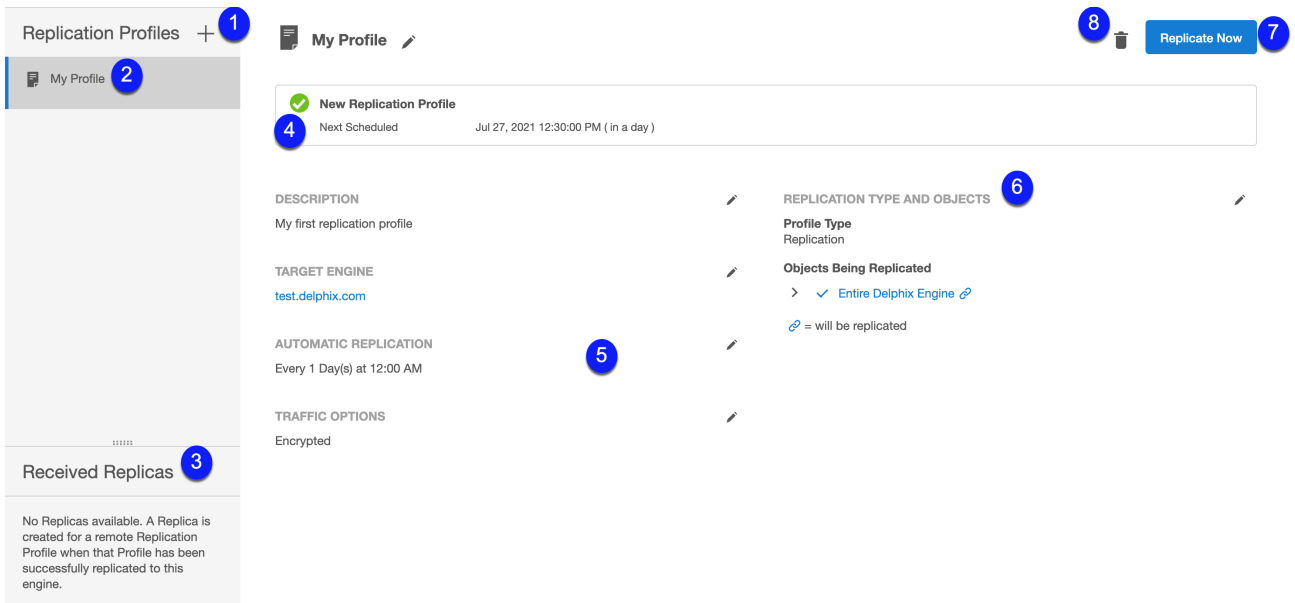 Replication Profiles
1
My Profile
2
My Profile
8
Replicate Now
7
New Replication Profile
4
Next Scheduled
Jul 27, 2021 12:30:00 PM ( in a day )
DESCRIPTION
My first replication profile
TARGET ENGINE
test.delphix.com
AUTOMATIC REPLICATION
Every 1 Day(s) at 12:00 AM
5
TRAFFIC OPTIONS
Encrypted
REPLICATION TYPE AND OBJECTS
6
Profile Type
Replication
Objects Being Replicated
Entire Delphix Engine
= will be replicated
Received Replicas
3
No Replicas available. A Replica is
created for a remote Replication
Profile when that Profile has been
successfully replicated to this
engine.